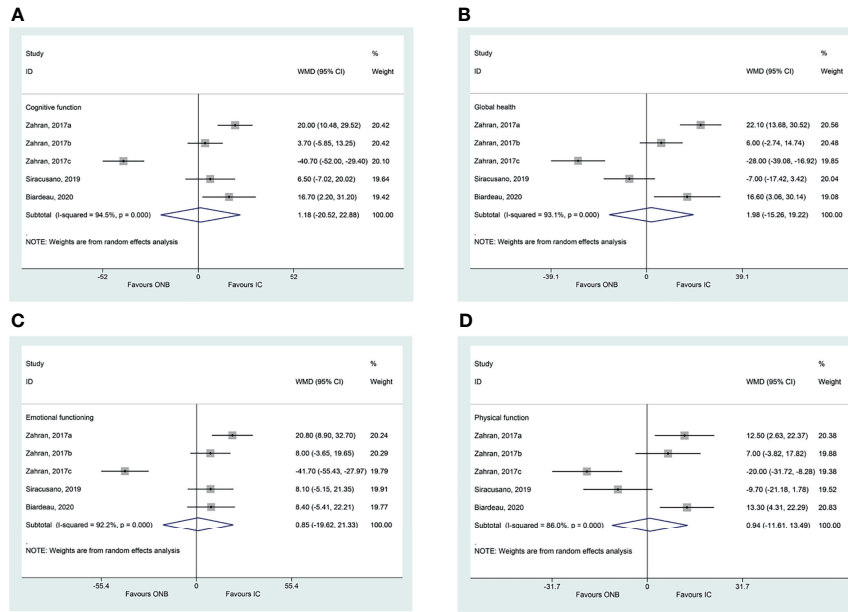 A
Study %
ID WMD (95% CI) Weight
Cognitive function
Zahran, 2017a 20.00 (10.48, 29.52) 20.42
Zahran, 2017b 3.70 (-5.85, 13.25) 20.42
Zahran, 2017c -40.70 (-52.00, -29.40) 20.10
Siracusano, 2019 6.50 (-7.02, 20.02) 19.64
Biardeau, 2020 16.70 (2.20, 31.20) 19.42
Subtotal (I-squared = 94.5%, p = 0.000) 1.18 (-20.52, 22.88) 100.00
NOTE: Weights are from random effects analysis
-52 0 52
Favours ONB Favours IC
B
Study %
ID WMD (95% CI) Weight
Global health
Zahran, 2017a 22.10 (13.68, 30.52) 20.56
Zahran, 2017b 6.00 (-2.74, 14.74) 20.48
Zahran, 2017c -28.00 (-39.08, -16.92) 19.85
Siracusano, 2019 -7.00 (-17.42, 3.42) 20.04
Biardeau, 2020 16.60 (3.06, 30.14) 19.08
Subtotal (I-squared = 93.1%, p = 0.000) 1.98 (-15.26, 19.22) 100.00
NOTE: Weights are from random effects analysis
-39.1 0 39.1
Favours ONB Favours IC
C
Study %
ID WMD (95% CI) Weight
Emotional functioning
Zahran, 2017a 20.80 (8.90, 32.70) 20.24
Zahran, 2017b 8.00 (-3.65, 19.65) 20.29
Zahran, 2017c -41.70 (-55.43, -27.97) 19.79
Siracusano, 2019 8.10 (-5.15, 21.35) 19.91
Biardeau, 2020 8.40 (-5.41, 22.21) 19.77
Subtotal (I-squared = 92.2%, p = 0.000) 0.85 (-19.62, 21.33) 100.00
NOTE: Weights are from random effects analysis
-55.4 0 55.4
Favours ONB Favours IC
D
Study %
ID WMD (95% CI) Weight
Physical function
Zahran, 2017a 12.50 (2.63, 22.37) 20.38
Zahran, 2017b 7.00 (-3.82, 17.82) 19.88
Zahran, 2017c -20.00 (-31.72, -8.28) 19.38
Siracusano, 2019 -9.70 (-21.18, 1.78) 19.52
Biardeau, 2020 13.30 (4.31, 22.29) 20.83
Subtotal (I-squared = 86.0%, p = 0.000) 0.94 (-11.61, 13.49) 100.00
NOTE: Weights are from random effects analysis
-31.7 0 31.7
Favours ONB Favours IC